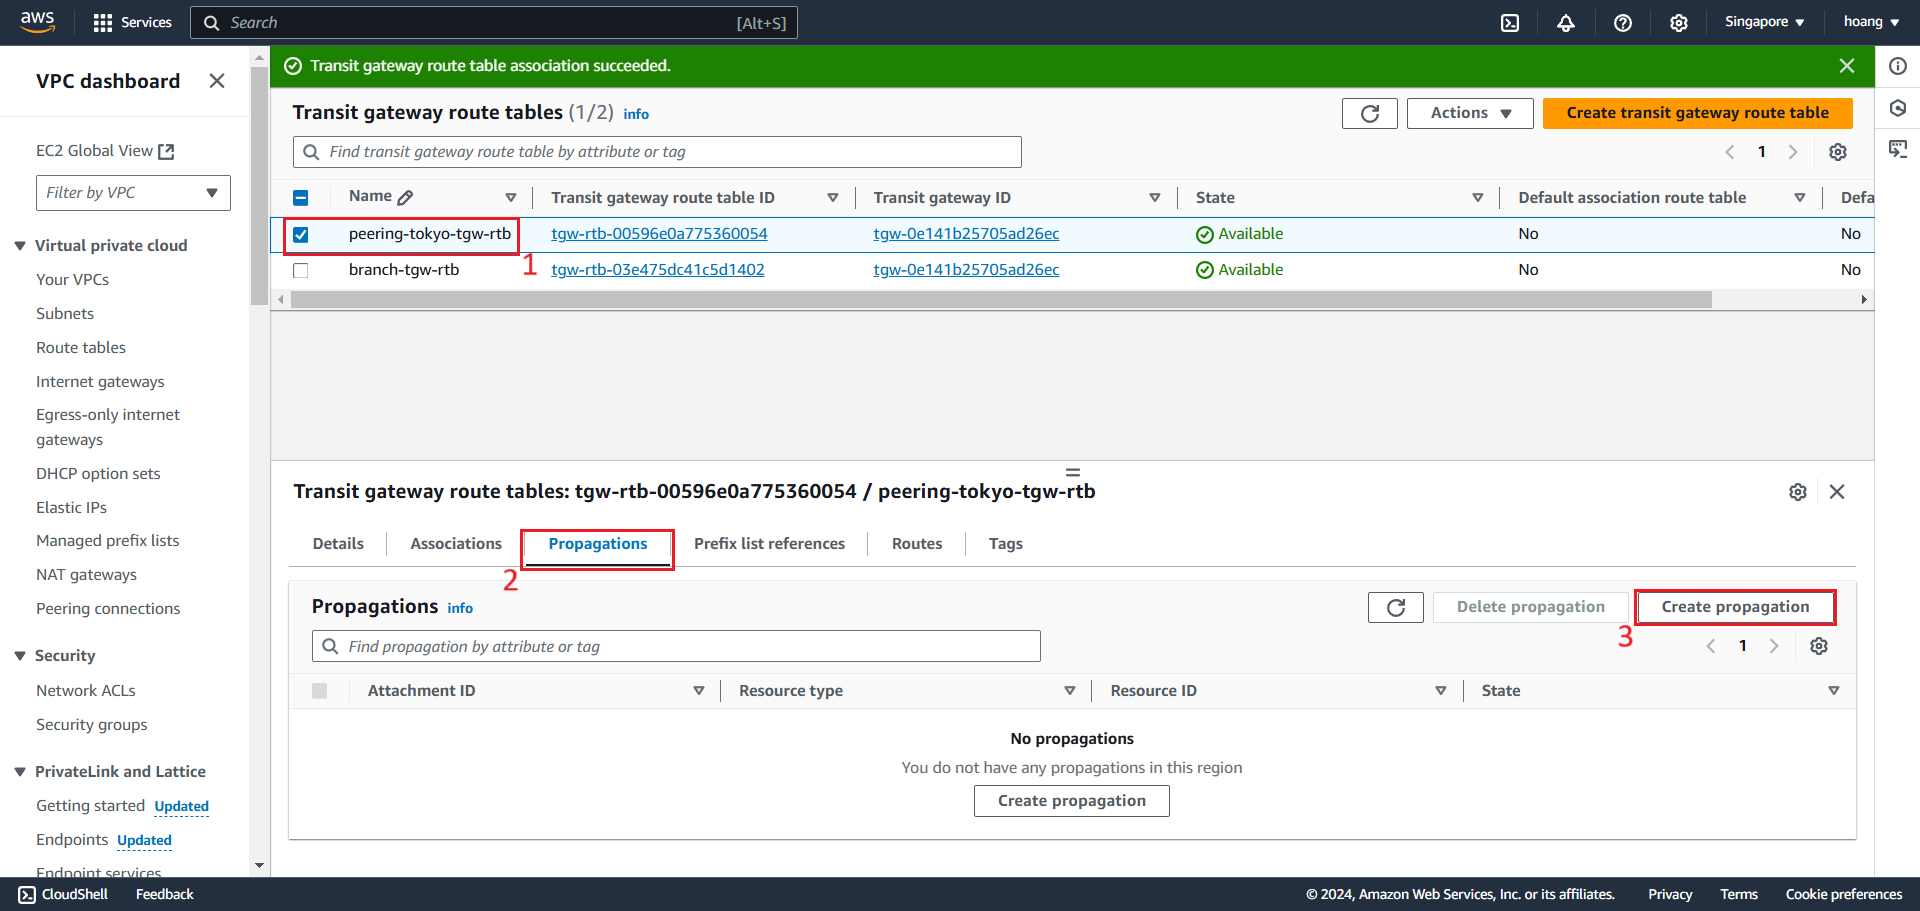 aws
Services
Search
[Alt+S]
Singapore
hoang
VPC dashboard
EC2 Global View
Filter by VPC
Virtual private cloud
Your VPCs
Subnets
Route tables
Internet gateways
Egress-only internet
gateways
DHCP option sets
Elastic IPs
Managed prefix lists
NAT gateways
Peering connections
Security
Network ACLs
Security groups
PrivateLink and Lattice
Getting started Updated
Endpoints Updated
Endpoint services
Transit gateway route table association succeeded.
Transit gateway route tables (1/2) info
Actions
Create transit gateway route table
Find transit gateway route table by attribute or tag
1
Name Transit gateway route table ID Transit gateway ID State Default association route table Defa
peering-tokyo-tgw-rtb tgw-rtb-00596e0a775360054 tgw-0e141b25705ad26ec Available No No
1
branch-tgw-rtb tgw-rtb-03e475dc41c5d1402 tgw-0e141b25705ad26ec Available No No
Transit gateway route tables: tgw-rtb-00596e0a775360054 / peering-tokyo-tgw-rtb
Details Associations Propagations Prefix list references Routes Tags
2
Propagations info
Delete propagation
Create propagation
3
Find propagation by attribute or tag
1
Attachment ID Resource type Resource ID State
No propagations
You do not have any propagations in this region
Create propagation
CloudShell
Feedback
© 2024, Amazon Web Services, Inc. or its affiliates.
Privacy
Terms
Cookie preferences